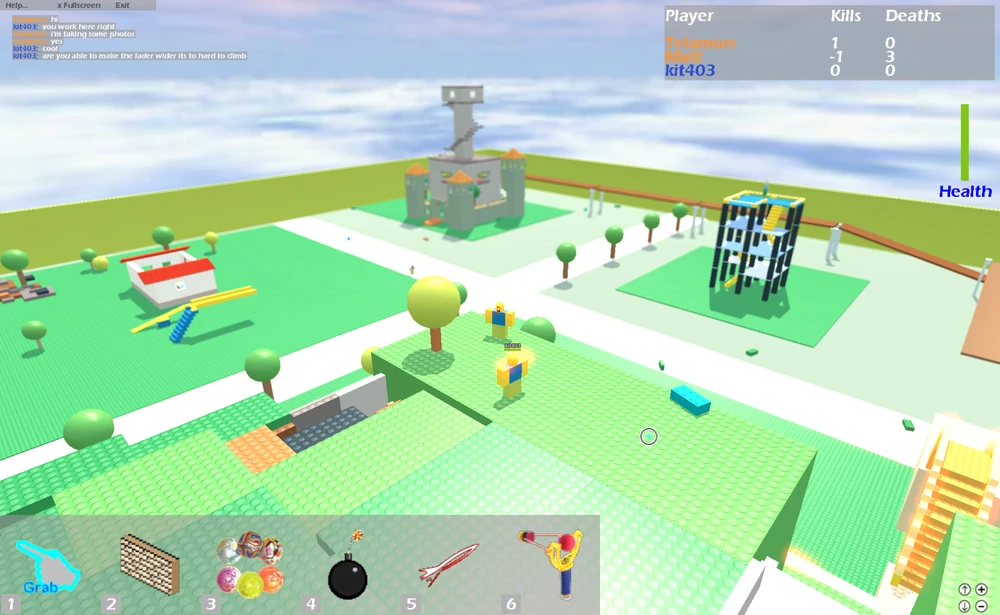 Help... x Fullscreen Exit
hi
kit403; you work here right
i'm taking some photos
yes
kit403; cool
kit403; are you able to make the lader wider its to hard to climb
Player Kills Deaths
Telamon 1 0
Matt -1 3
kit403 0 0
Health
kit403
Grab
1 2 3 4 5 6